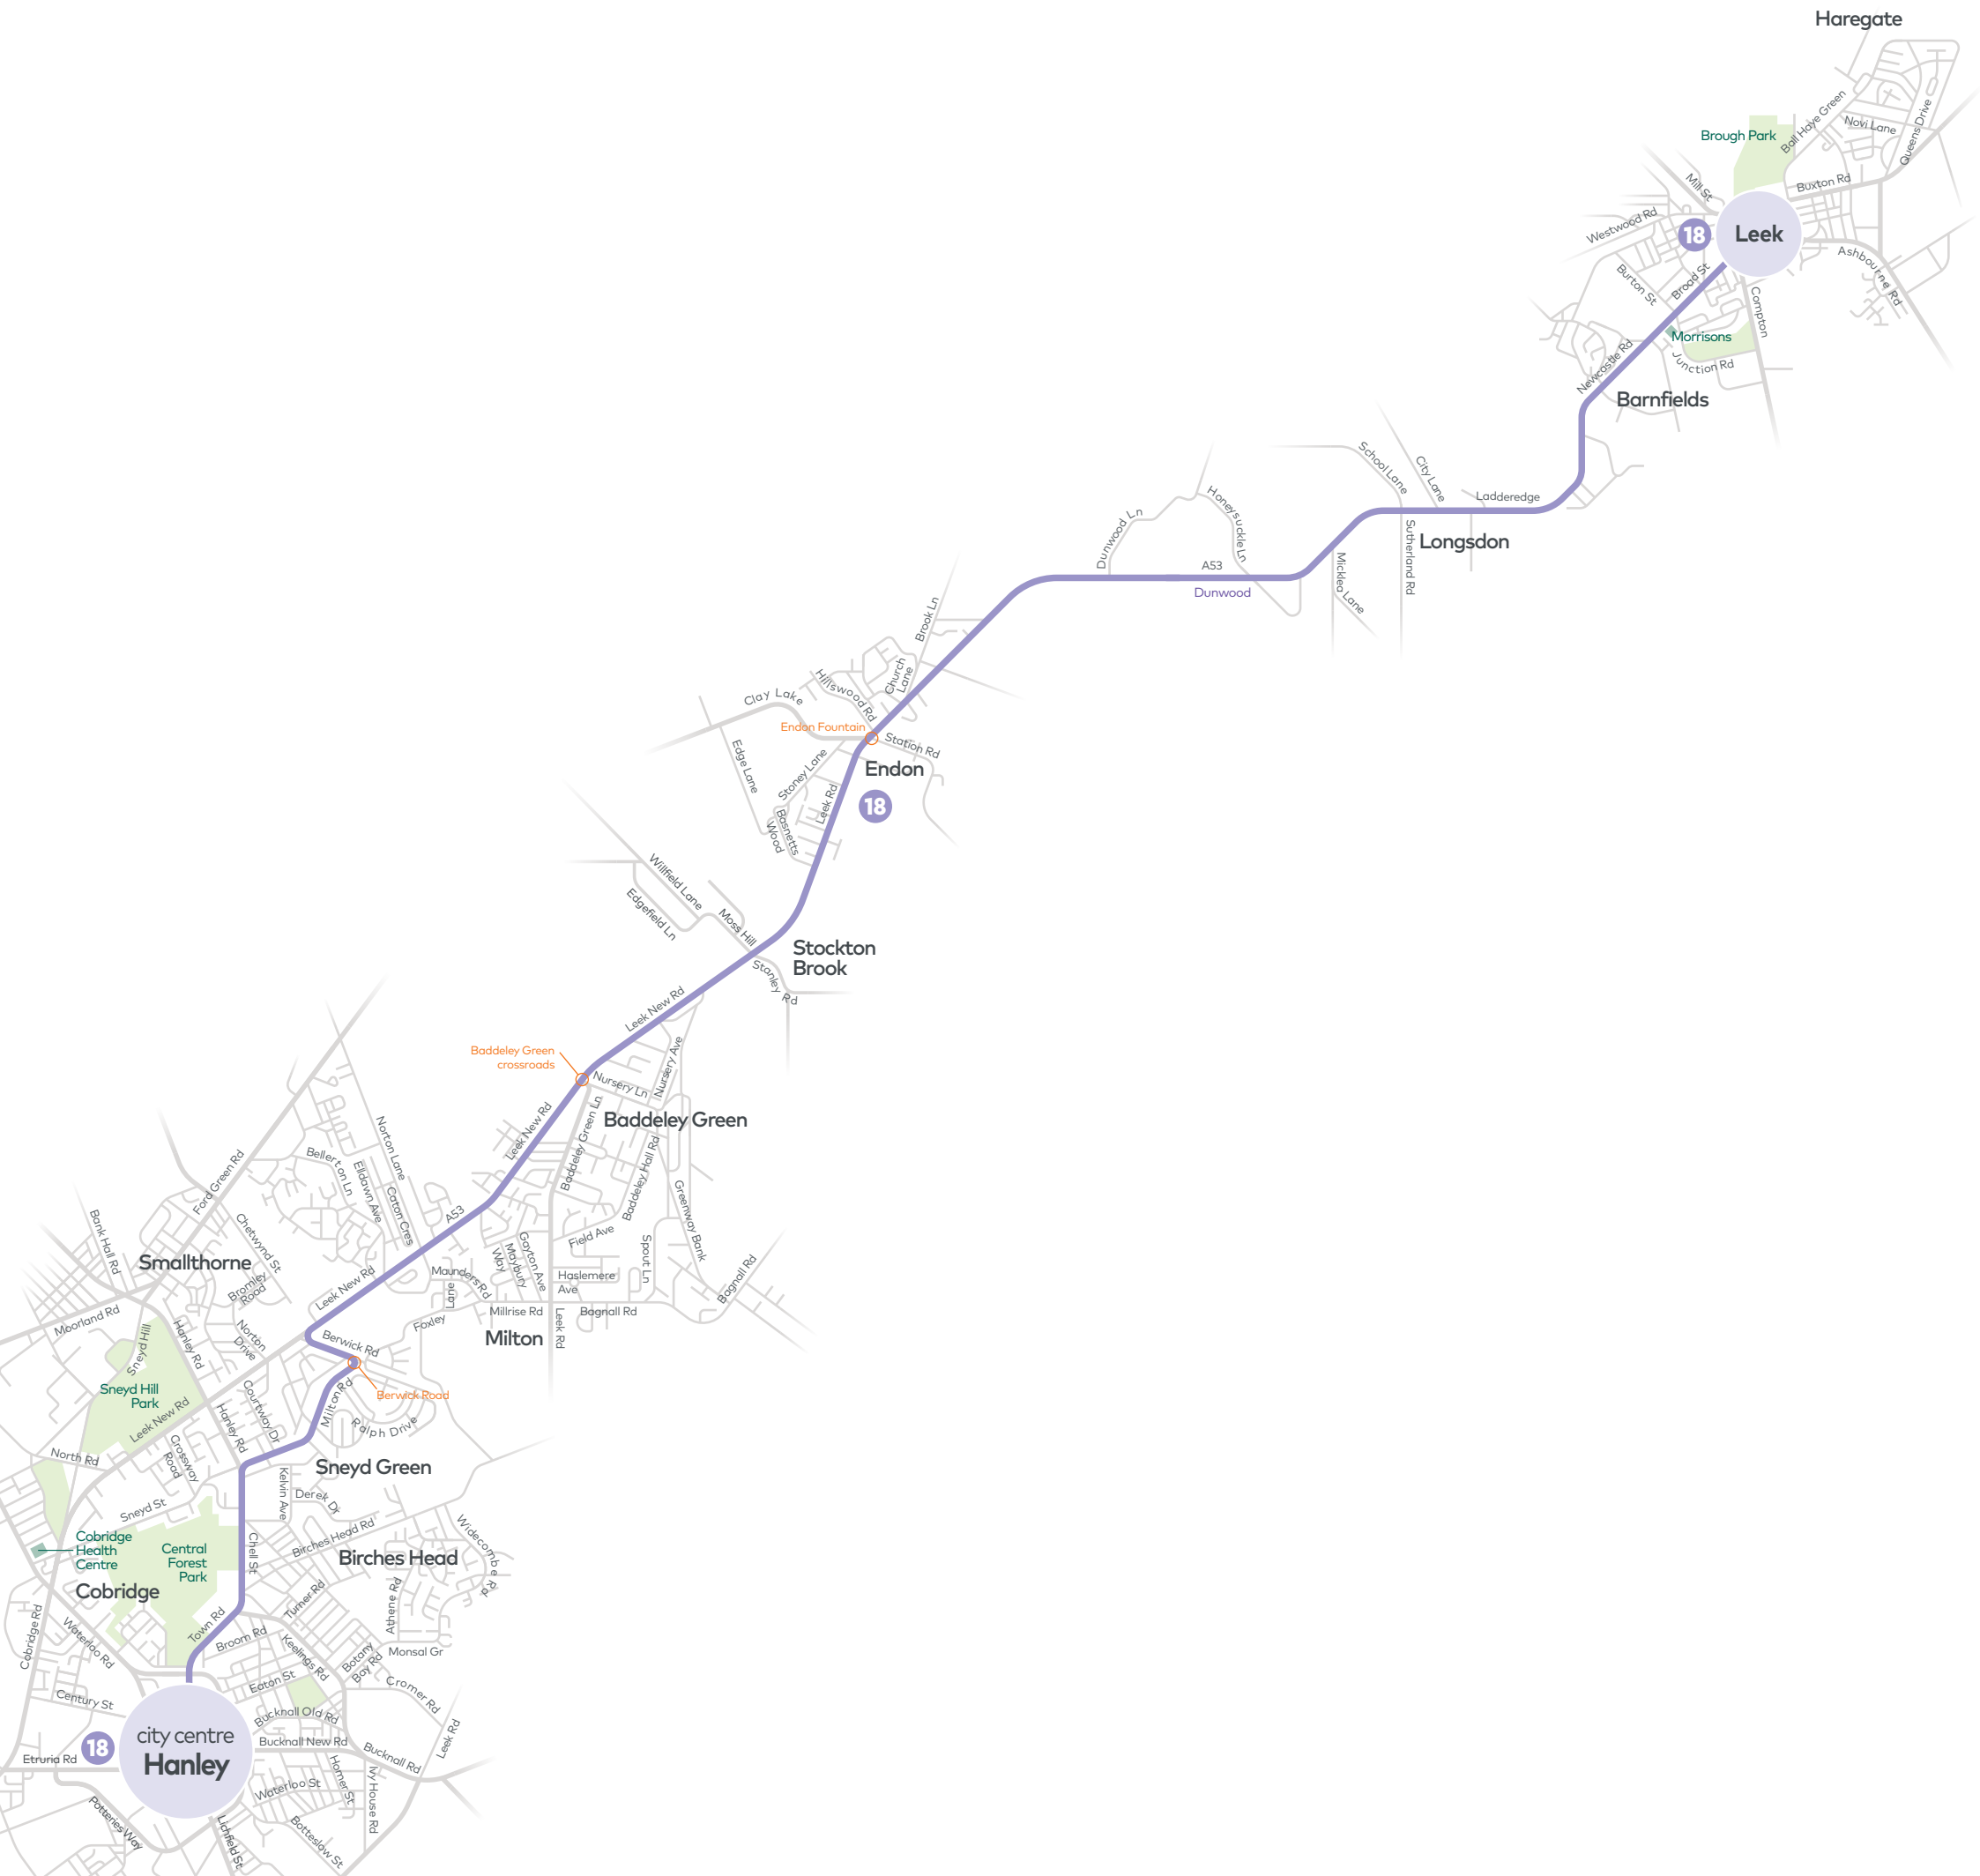 Haregate
Brough Park
Ball Haye Green
Novi Lane
Queens Drive
Mill St
Buxton Rd
Westwood Rd
18
Leek
Ashbourne Rd
Burton St
Broad St
Compton
Morrisons
Junction Rd
Newcastle Rd
Barnfields
School Lane
City Lane
Ladderedge
Longsdon
Honeysuckle Ln
Dunwood Ln
A53
Dunwood
Sutherland Rd
Micklea Lane
Brook Ln
Church
Lane
Hillswood Rd
Clay Lake
Endon Fountain
Station Rd
Endon
Edge Lane
Stoney Lane
Leek Rd
18
Basnetts
Wood
Willfield Lane
Edgefield Ln
Moss Hill
Stockton
Brook
Stanley Rd
Leek New Rd
Baddeley Green
crossroads
Nursery Ave
Nursery Ln
Baddeley Green
Leek New Rd
Baddeley Green Ln
Baddeley Hall Rd
Norton Lane
Bellerton Ln
Elldawn Ave
Caton Cres
A53
Ford Green Rd
Greenway Bank
Field Ave
Spout Ln
Gayton Ave
Maybury
Way
Haslemere
Ave
Bagnall Rd
Bank Hall Rd
Chetwynd St
Smallthorne
Bromley
Road
Leek New Rd
Maunders Rd
Foxley Lane
Millrise Rd
Bagnall Rd
Leek Rd
Milton
Moorland Rd
Sneyd Hill
Hanley Rd
Norton
Drive
Berwick Rd
Berwick Road
Sneyd Hill
Park
Leek New Rd
Courtway Dr
Hanley Rd
Milton Rd
Ralph Drive
North Rd
Crossway
Road
Sneyd Green
Kelvin Ave
Derek Dr
Sneyd St
Birches Head Rd
Widecombe Rd
Cobridge
Health
Centre
Central
Forest
Park
Chell St
Birches Head
Cobridge
Athene Rd
Turner Rd
Town Rd
Cobridge Rd
Waterloo Rd
Broom Rd
Keelings Rd
Botany
Bay Rd
Monsal Gr
Eaton St
Cromer Rd
Century St
Bucknall Old Rd
city centre
Hanley
18
Bucknall New Rd
Bucknall Rd
Leek Rd
Etruria Rd
Waterloo St
Homer St
Ivy House Rd
Potteries Way
Lichfield St
Botteslow St